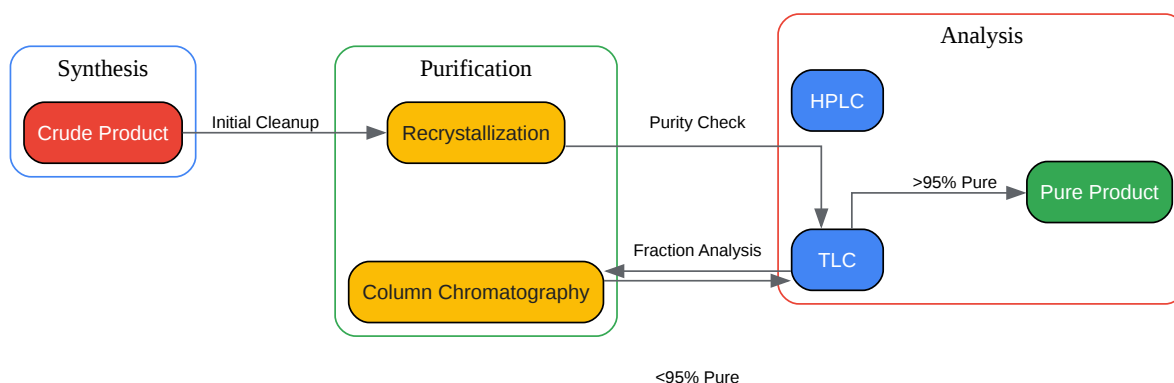 Synthesis
Crude Product
Initial Cleanup
Purification
Recrystallization
Column Chromatography
Purity Check
Fraction Analysis
<95% Pure
Analysis
HPLC
TLC
>95% Pure
Pure Product